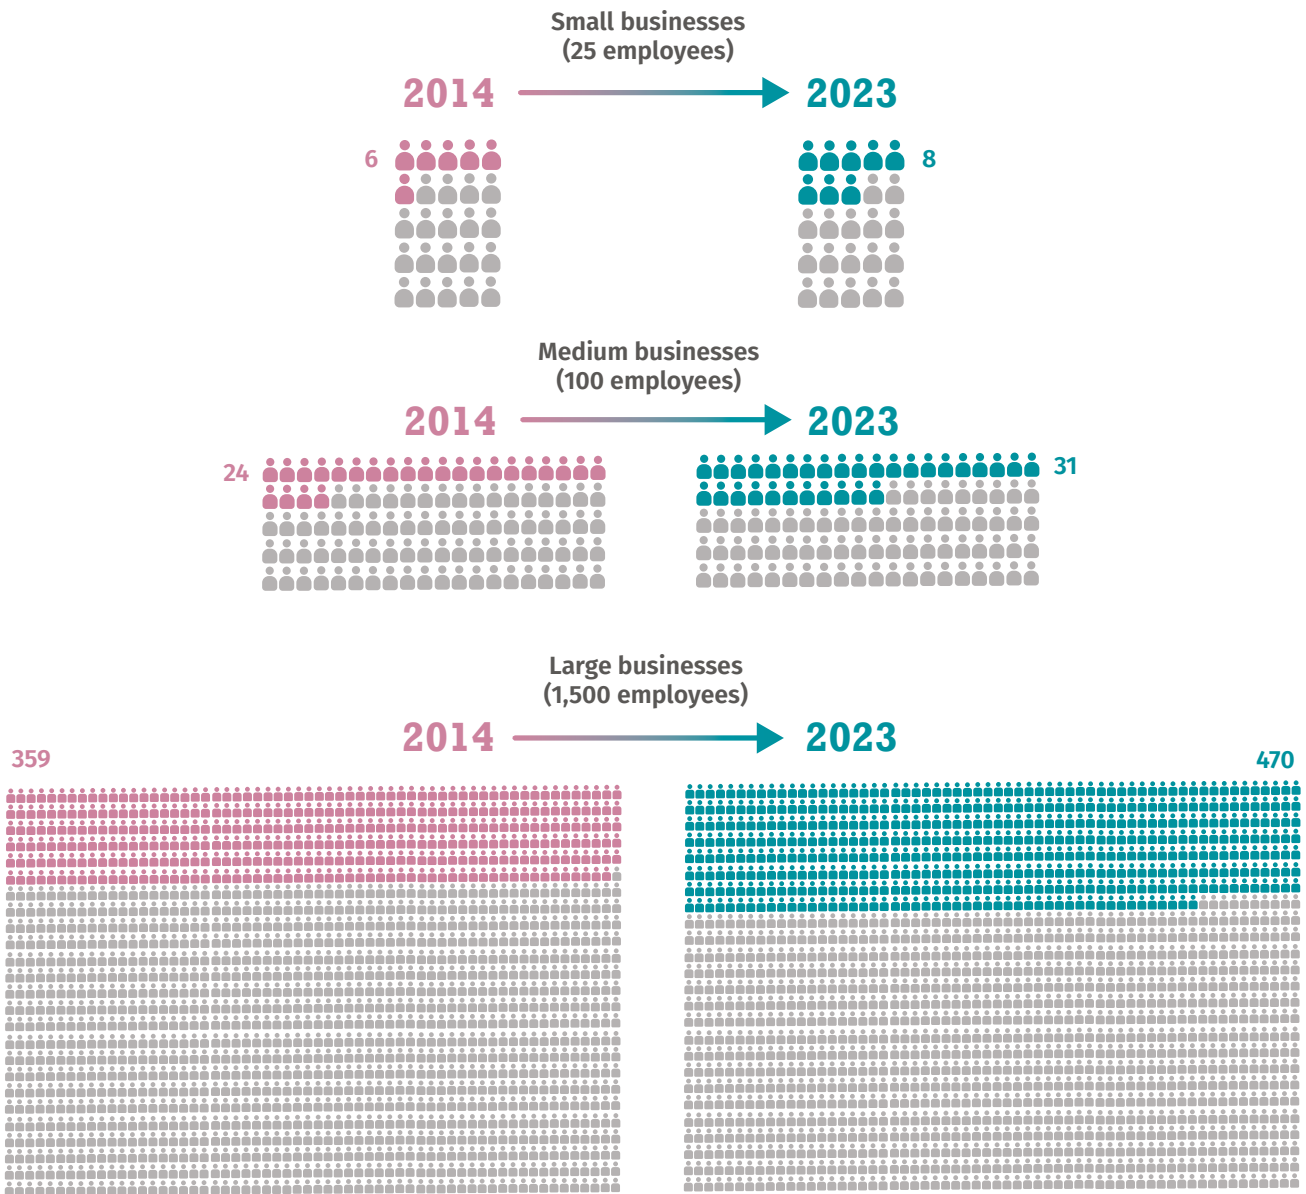 Small businesses
(25 employees)
2014 2023
6 8
Medium businesses
(100 employees)
2014 2023
24 31
Large businesses
(1,500 employees)
2014 2023
359 470